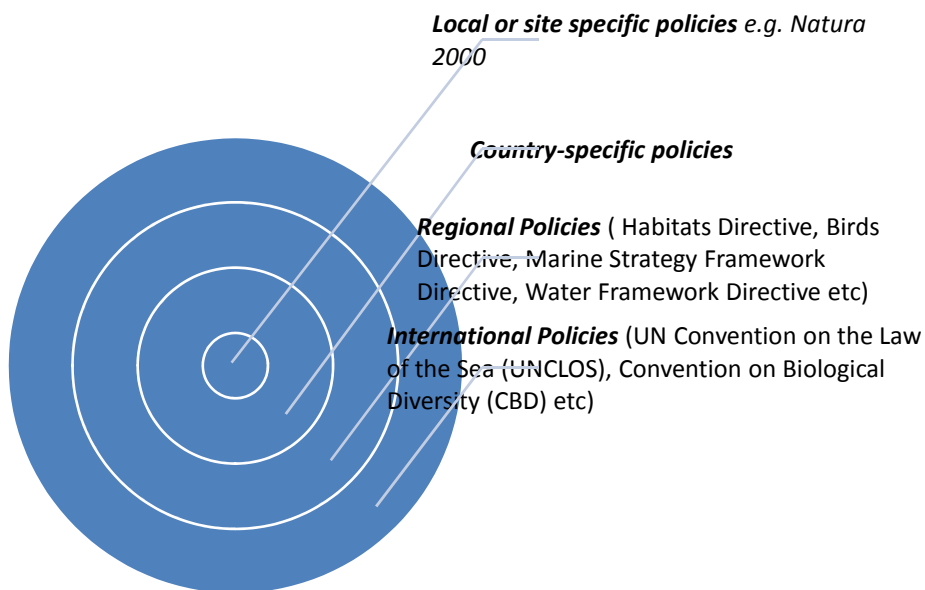 Local or site specific policies e.g. Natura
2000
Country-specific policies
Regional Policies ( Habitats Directive, Birds
Directive, Marine Strategy Framework
Directive, Water Framework Directive etc)
International Policies (UN Convention on the Law
of the Sea (UNCLOS), Convention on Biological
Diversity (CBD) etc)